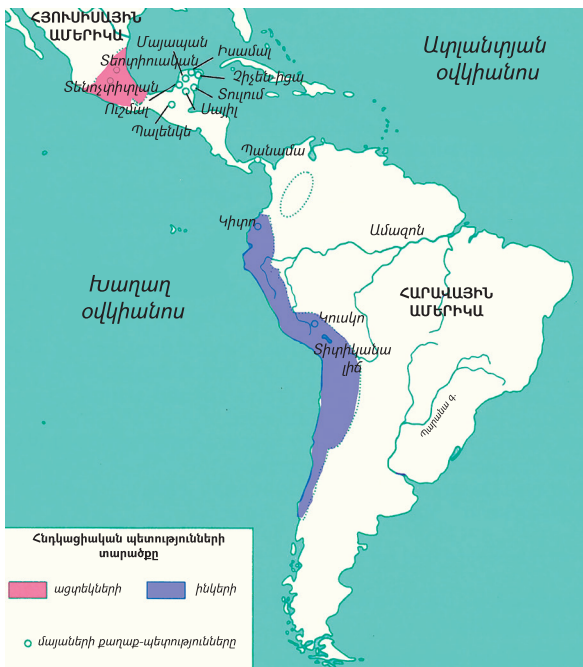 ՀՅՈՒՍԻՍԱՅԻՆ
ԱՄԵՐԻԿԱ
Մայապան
Իսամալ
Տեոտիուական
Չիչեն-իցա
Տենոչտիտլան
Տուլում
Ուշմալ
Սայիլ
Պալենկե
Ատլանտյան
օվկիանոս
Պանամա
Կիտո
Ամազոն
Խաղաղ
օվկիանոս
ՀԱՐԱՎԱՅԻՆ
ԱՄԵՐԻԿԱ
Կուսկո
Տիտիկակա
լիճ
Պարանա գ.
Հնդկացիական պետությունների
տարածքը
ացտեկների
ինկերի
մայաների քաղաք-պետությունները